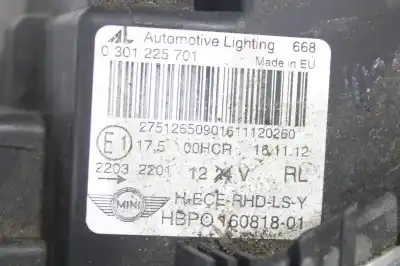 AL Automotive Lighting 668
0 301 225 701 Made in EU
27512650901611120260
E1 17,5 00HCR 16.11.12
2203 2201 12 V RL
MINI H-ECE-RHD-LS-Y
HBPO 160818-01